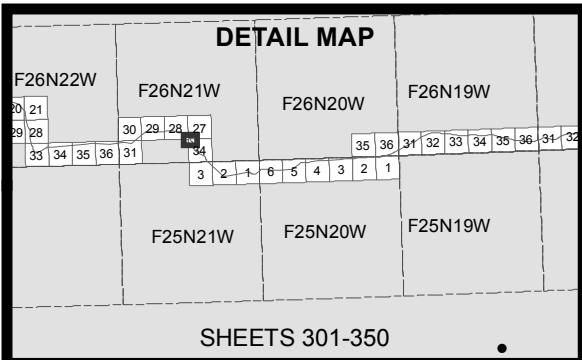 DETAIL MAP
F26N22W
F26N21W
F26N20W
F26N19W
20 21
29 28
33 34 35 36 31
30 29 28 27
34
3 2 1 6 5 4 3 2 1
35 36 31 32 33 34 35 36 31 32
F25N21W
F25N20W
F25N19W
SHEETS 301-350